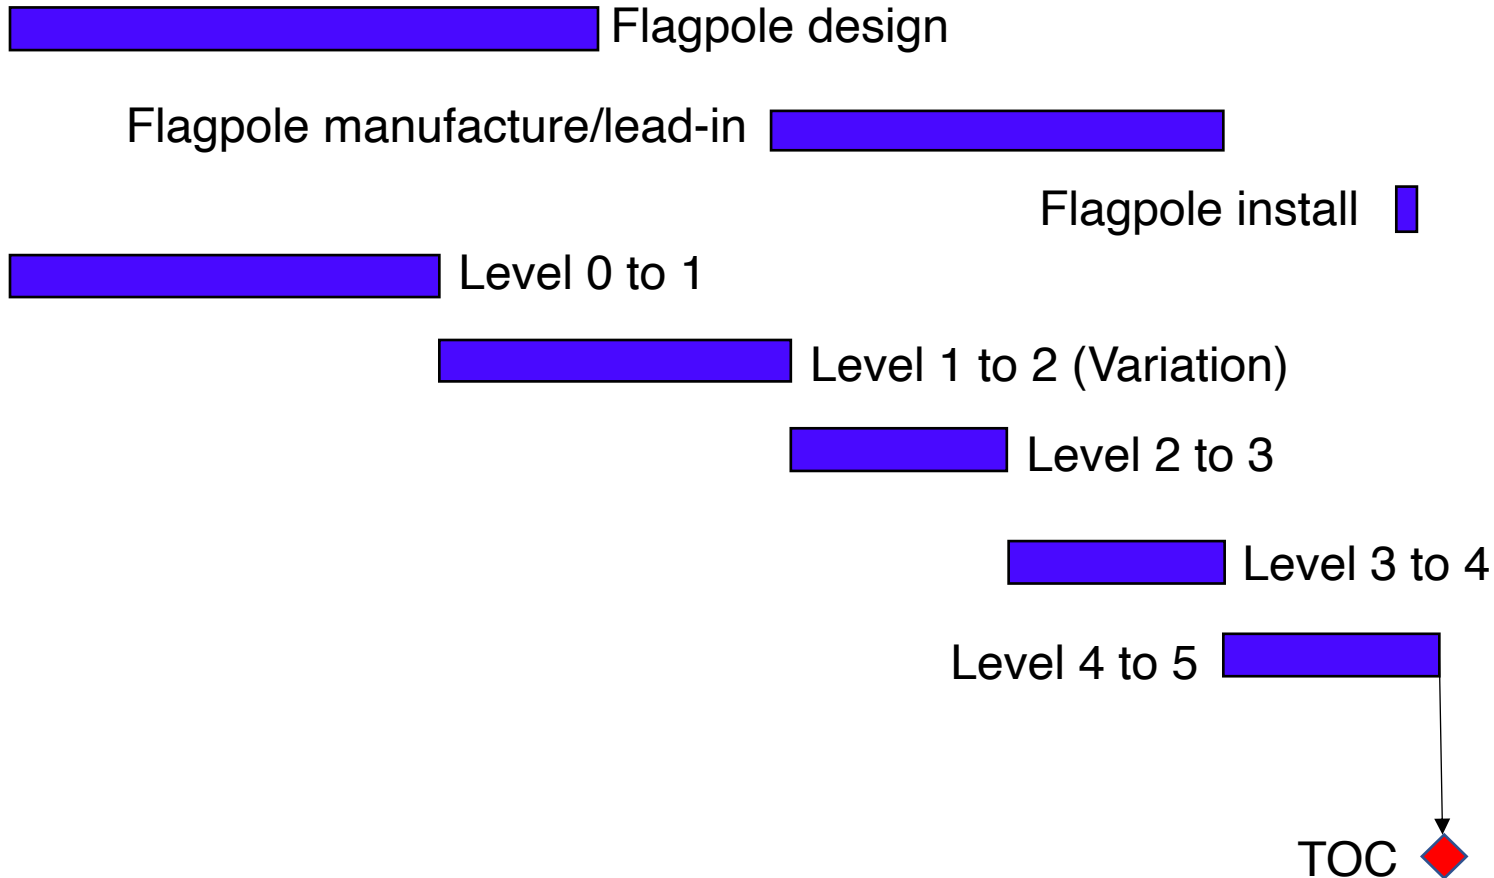 Flagpole design
Flagpole manufacture/lead-in
Flagpole install
Level 0 to 1
Level 1 to 2 (Variation)
Level 2 to 3
Level 3 to 4
Level 4 to 5
TOC